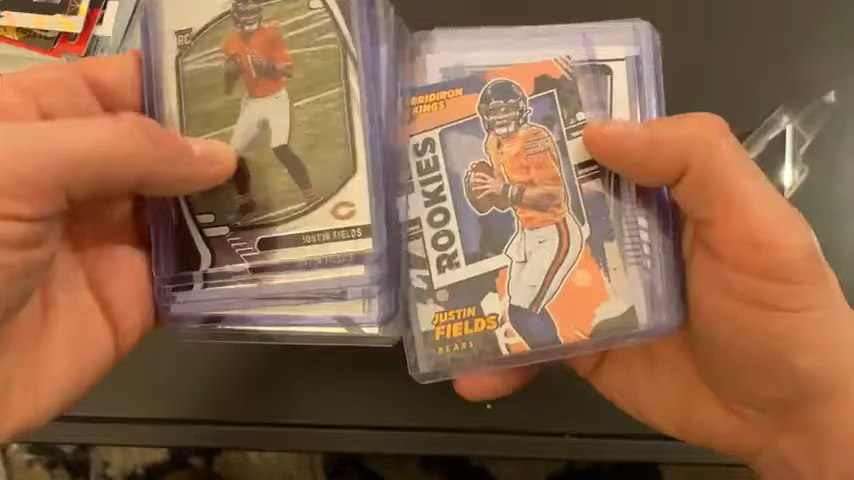 RC
JUSTIN FIELDS
GRIDIRON
KINGS
ROOKIES
JUSTIN
FIELDS
BEARS